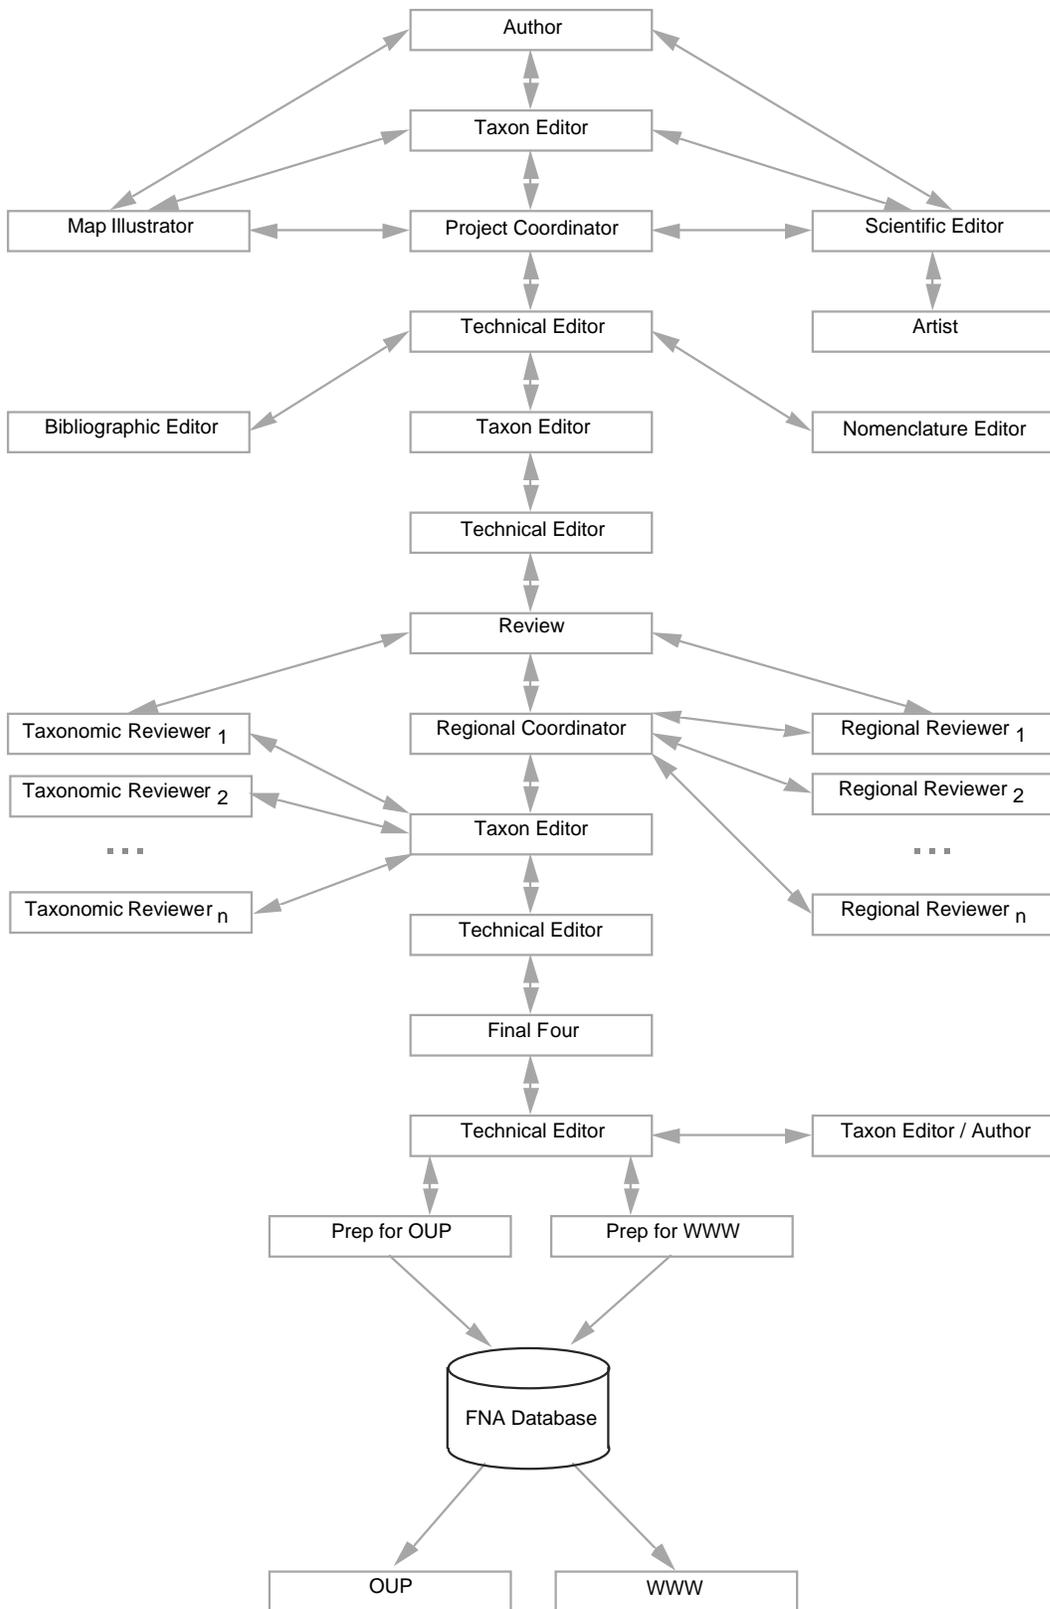 Author
Taxon Editor
Map Illustrator
Project Coordinator
Scientific Editor
Technical Editor
Artist
Bibliographic Editor
Taxon Editor
Nomenclature Editor
Technical Editor
Review
Taxonomic Reviewer 1
Regional Coordinator
Regional Reviewer 1
Taxonomic Reviewer 2
Regional Reviewer 2
Taxon Editor
...
...
Taxonomic Reviewer n
Regional Reviewer n
Technical Editor
Final Four
Technical Editor
Taxon Editor / Author
Prep for OUP
Prep for WWW
FNA Database
OUP
WWW